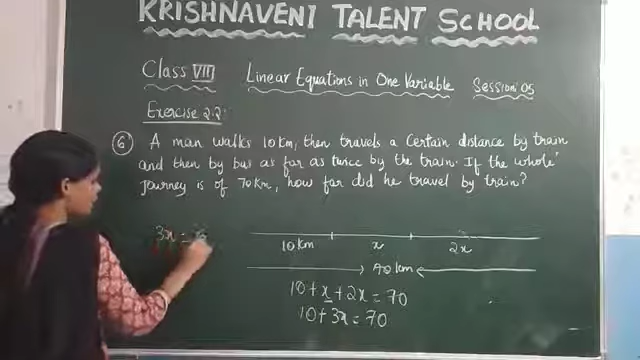 KRISHNAVENI TALENT SCHOOL
Class VII Linear Equations in One Variable Session: 05
Exercise 2.2:
6 A man walks 10 Km, then travels a Certain distance by train
and then by bus as far as twice by the train. If the whole
journey is of 70 Km, how far did he travel by train?
10 km x 2x
70 km
10 + x + 2x = 70
10 + 3x = 70
3x =